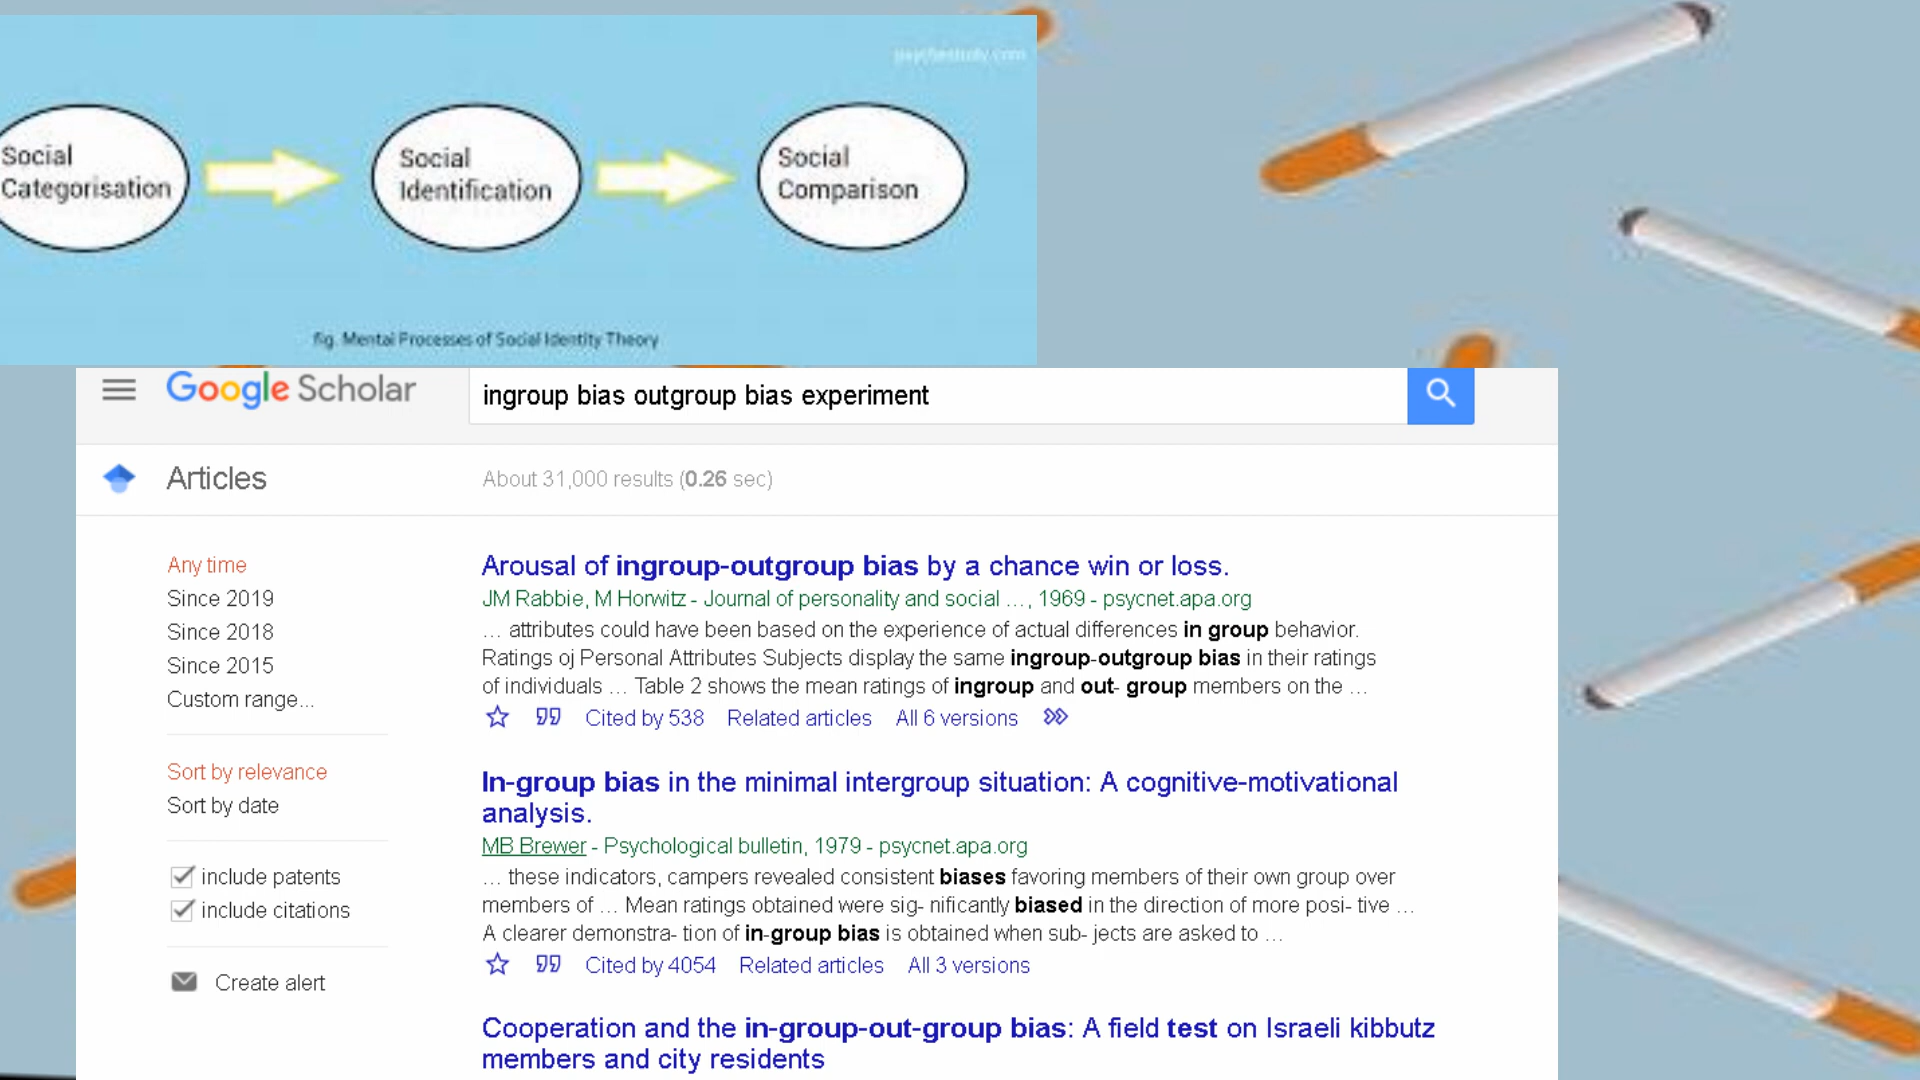 Social
Categorisation
Social
Identification
Social
Comparison
fig. Mental Processes of Social Identity Theory
Google Scholar
ingroup bias outgroup bias experiment
Articles
About 31,000 results (0.26 sec)
Any time
Since 2019
Since 2018
Since 2015
Custom range...
Sort by relevance
Sort by date
include patents
include citations
Create alert
Arousal of ingroup-outgroup bias by a chance win or loss.
JM Rabbie, M Horwitz - Journal of personality and social …, 1969 - psycnet.apa.org
… attributes could have been based on the experience of actual differences in group behavior.
Ratings oj Personal Attributes Subjects display the same ingroup-outgroup bias in their ratings
of individuals … Table 2 shows the mean ratings of ingroup and out- group members on the …
Cited by 538 Related articles All 6 versions
In-group bias in the minimal intergroup situation: A cognitive-motivational
analysis.
MB Brewer - Psychological bulletin, 1979 - psycnet.apa.org
… these indicators, campers revealed consistent biases favoring members of their own group over
members of … Mean ratings obtained were sig- nificantly biased in the direction of more posi- tive …
A clearer demonstra- tion of in-group bias is obtained when sub- jects are asked to …
Cited by 4054 Related articles All 3 versions
Cooperation and the in-group-out-group bias: A field test on Israeli kibbutz
members and city residents